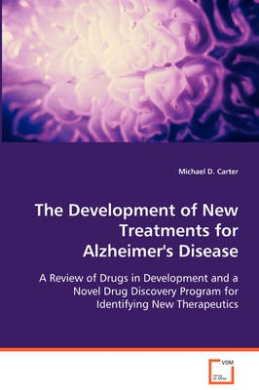 Michael D. Carter
The Development of New
Treatments for
Alzheimer's Disease
A Review of Drugs in Development and a
Novel Drug Discovery Program for
Identifying New Therapeutics
VDM